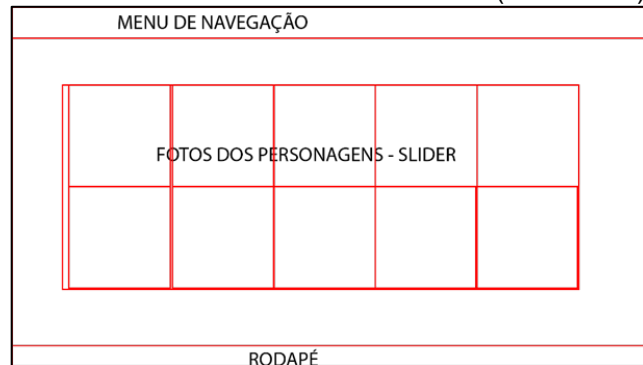 MENU DE NAVEGAÇÃO
FOTOS DOS PERSONAGENS - SLIDER
RODAPÉ